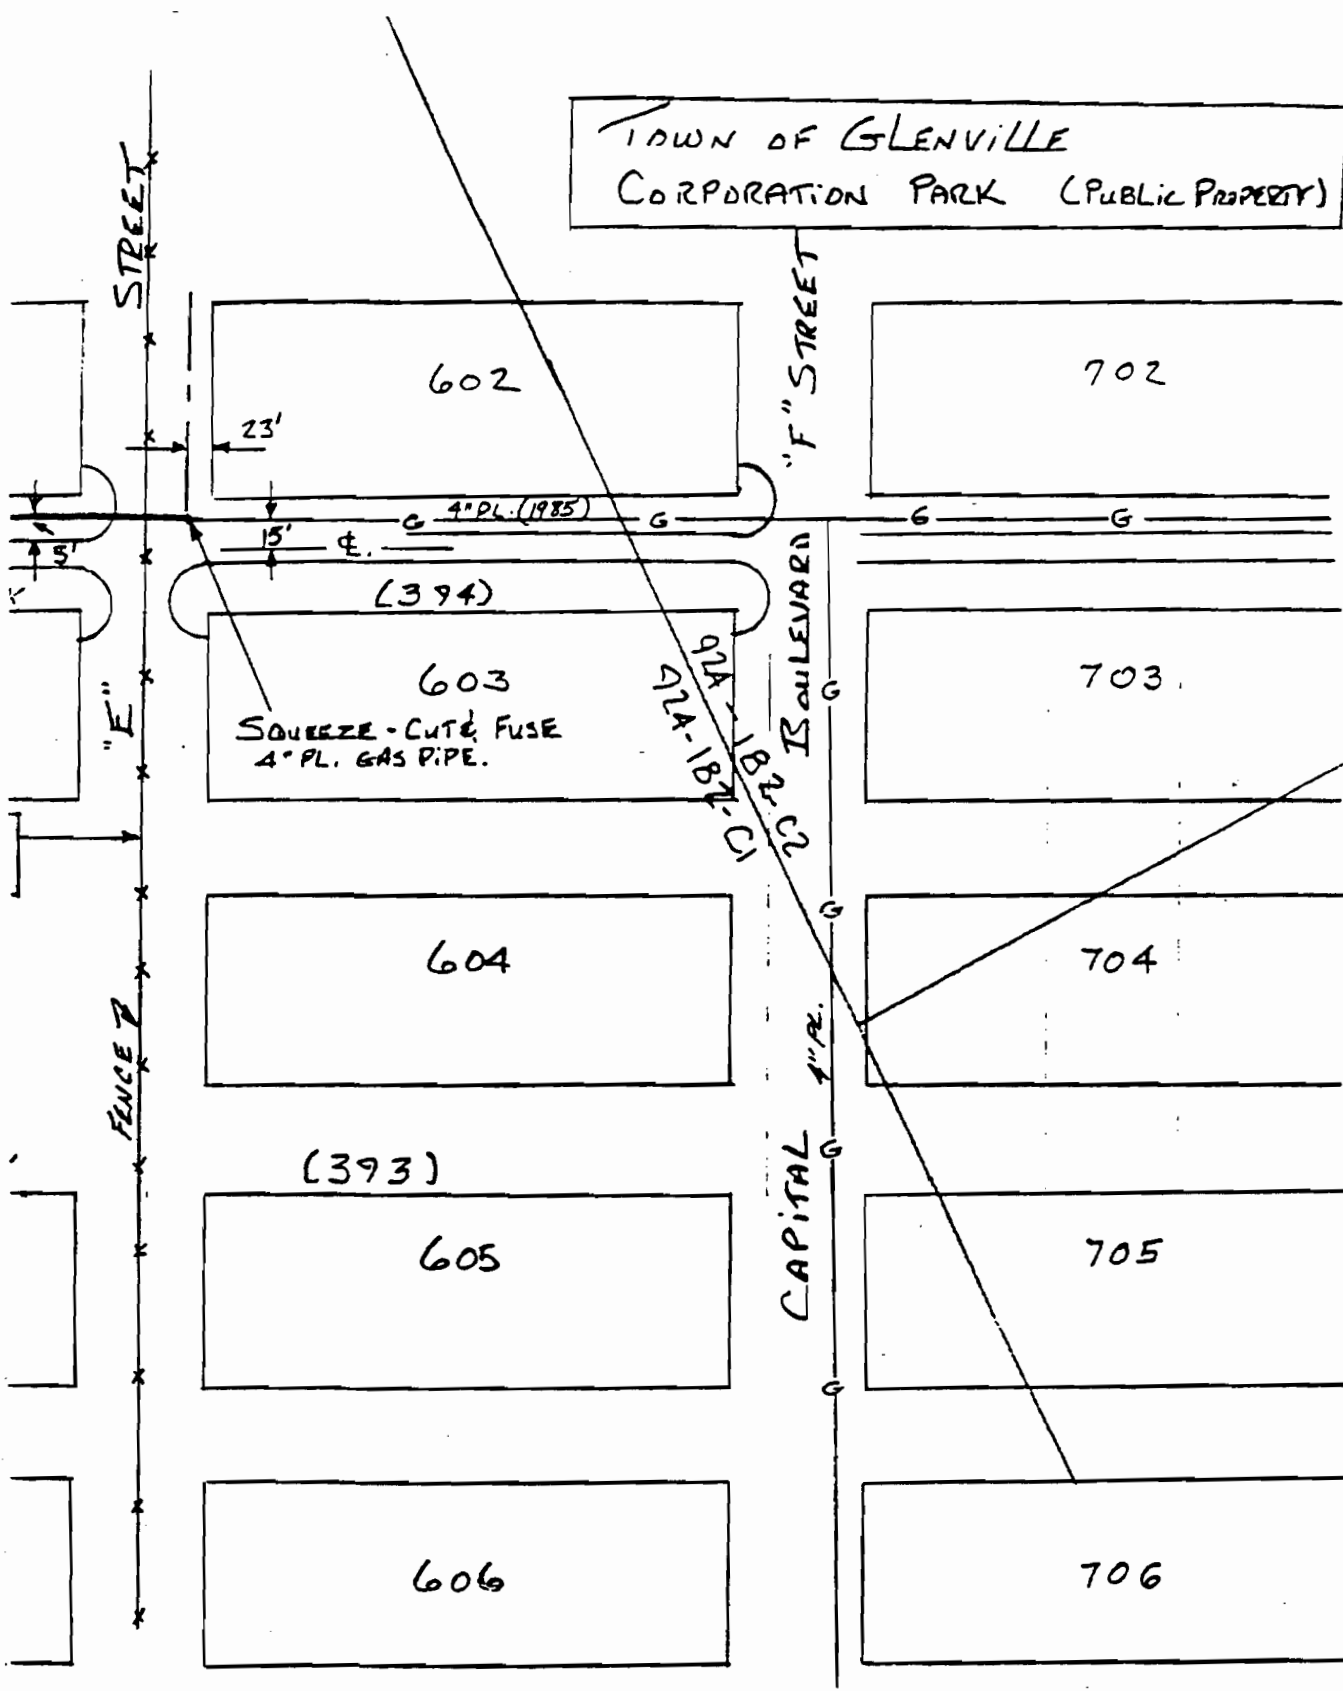 TOWN OF GLENVILLE
CORPORATION PARK (PUBLIC PROPERTY)
STREET
"F" STREET
602
702
23'
4" PL. (1985)
G
G
G
G
15'
5'
℄.
(394)
BOULEVARD
603
703
"E"
SQUEEZE - CUT & FUSE
4" PL. GAS PIPE.
92A-182-C2
92A-182-C1
G
G
604
704
4" PL.
FENCE
G
(393)
CAPITAL
605
705
G
606
706